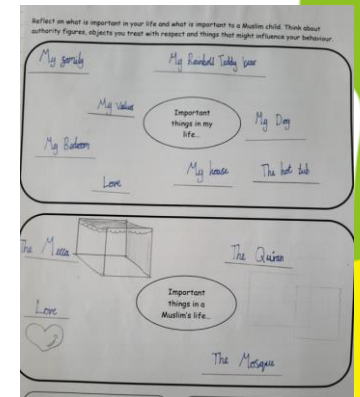 Reflect on what is important in your life and what is important to a Muslim child. Think about
authority figures, objects you treat with respect and things that might influence your behaviour.
My family
My Rainbow Teddy bear
My values
Important
things in my
life...
My Dog
My Bedroom
Love
My house
The hot tub
The Mecca
The Quran
Important
things in a
Muslim's life...
Love
The Mosque